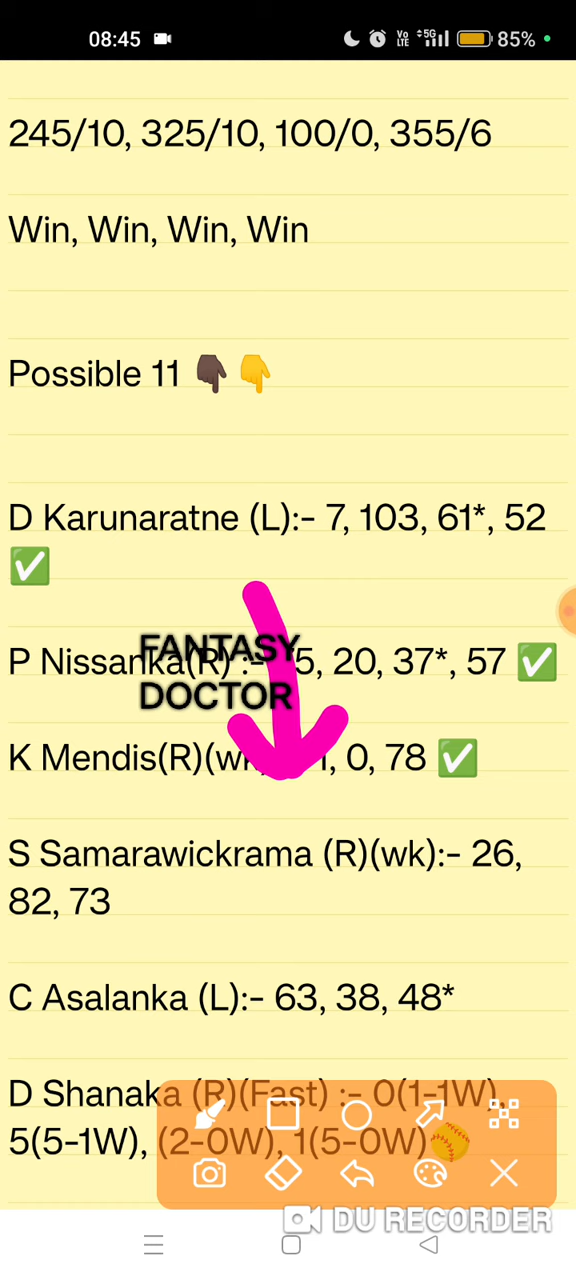 08:45 Vo LTE 5G 85%
245/10, 325/10, 100/0, 355/6
Win, Win, Win, Win
Possible 11 👇🏿👇
D Karunaratne (L):- 7, 103, 61*, 52
✅
FANTASY
P Nissanka(R) :- 5, 20, 37*, 57 ✅
DOCTOR
K Mendis(R)(wk 0, 78 ✅
S Samarawickrama (R)(wk):- 26,
82, 73
C Asalanka (L):- 63, 38, 48*
D Shanaka (R)(Fast) :- 0(1-1W),
5(5-1W), (2-0W), 1(5-0W)🥎
DU RECORDER